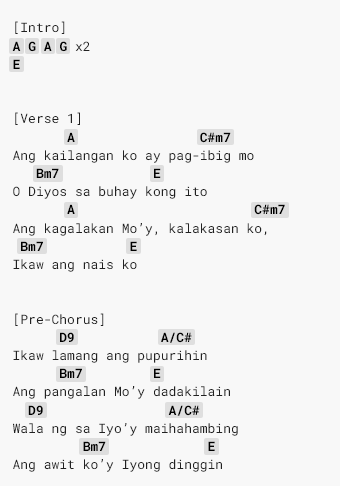 [Intro]
A G A G x2
E
[Verse 1]
A C#m7
Ang kailangan ko ay pag-ibig mo
Bm7 E
O Diyos sa buhay kong ito
A C#m7
Ang kagalakan Mo’y, kalakasan ko,
Bm7 E
Ikaw ang nais ko
[Pre-Chorus]
D9 A/C#
Ikaw lamang ang pupurihin
Bm7 E
Ang pangalan Mo’y dadakilain
D9 A/C#
Wala ng sa Iyo’y maihahambing
Bm7 E
Ang awit ko’y Iyong dinggin